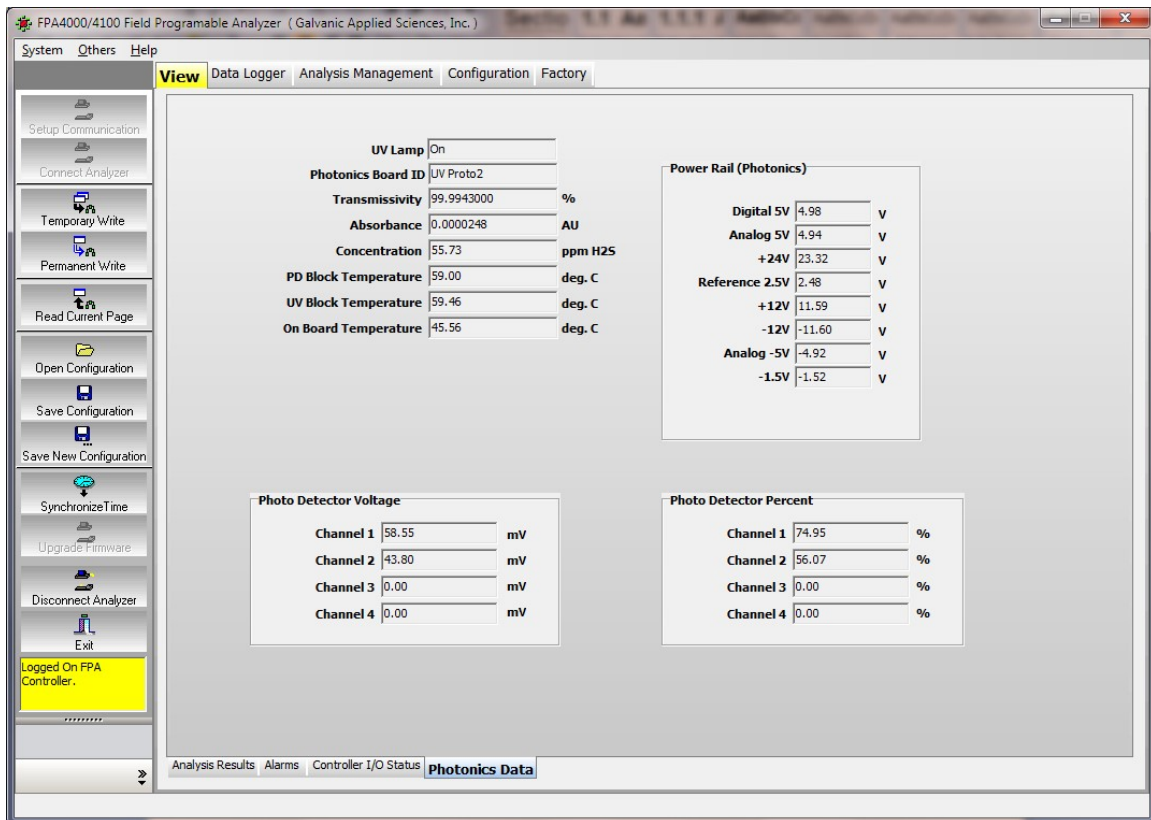 FPA4000/4100 Field Programable Analyzer ( Galvanic Applied Sciences, Inc. )
System Others Help
View Data Logger Analysis Management Configuration Factory
Setup Communication
Connect Analyzer
Temporary Write
Permanent Write
Read Current Page
Open Configuration
Save Configuration
Save New Configuration
SynchronizeTime
Upgrade Firmware
Disconnect Analyzer
Exit
Logged On FPA
Controller.
UV Lamp On
Photonics Board ID UV Proto2
Transmissivity 99.9943000 %
Absorbance 0.0000248 AU
Concentration 55.73 ppm H2S
PD Block Temperature 59.00 deg. C
UV Block Temperature 59.46 deg. C
On Board Temperature 45.56 deg. C
Power Rail (Photonics)
Digital 5V 4.98 V
Analog 5V 4.94 V
+24V 23.32 V
Reference 2.5V 2.48 V
+12V 11.59 V
-12V -11.60 V
Analog -5V -4.92 V
-1.5V -1.52 V
Photo Detector Voltage
Channel 1 58.55 mV
Channel 2 43.80 mV
Channel 3 0.00 mV
Channel 4 0.00 mV
Photo Detector Percent
Channel 1 74.95 %
Channel 2 56.07 %
Channel 3 0.00 %
Channel 4 0.00 %
Analysis Results Alarms Controller I/O Status Photonics Data